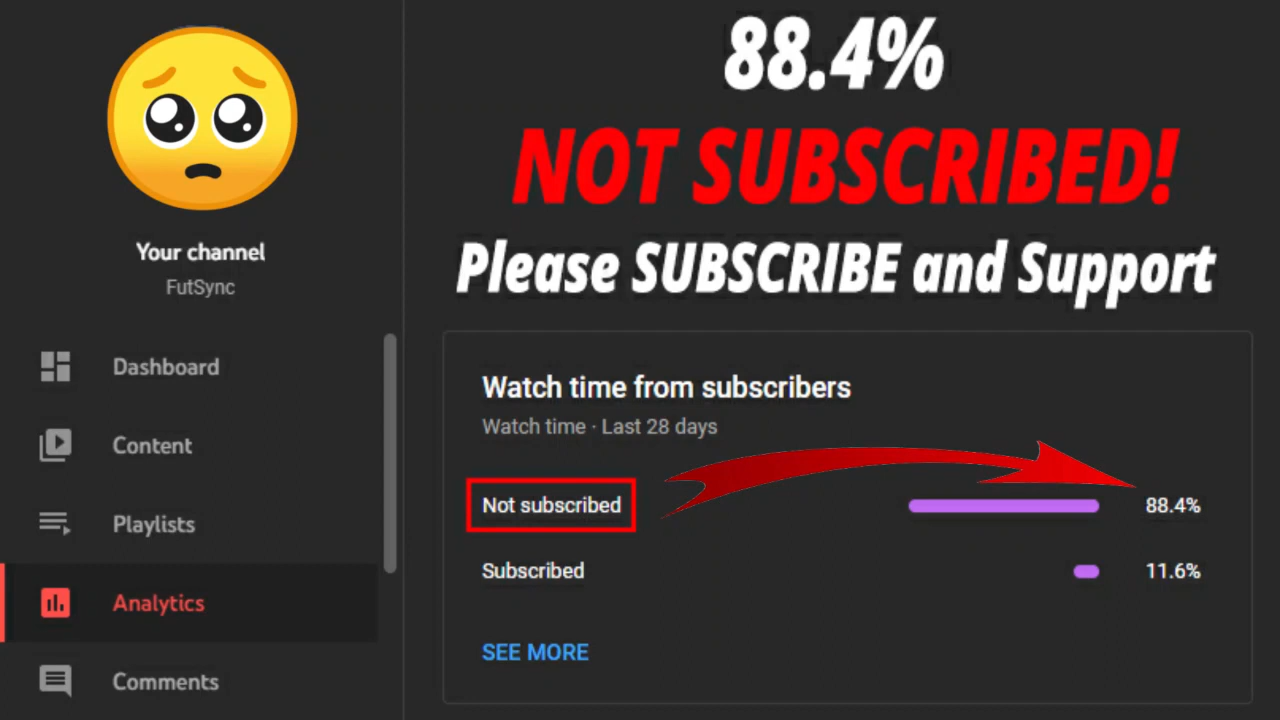 88.4%
NOT SUBSCRIBED!
Please SUBSCRIBE and Support
Your channel
FutSync
Dashboard
Content
Playlists
Analytics
Comments
Watch time from subscribers
Watch time · Last 28 days
Not subscribed 88.4%
Subscribed 11.6%
SEE MORE